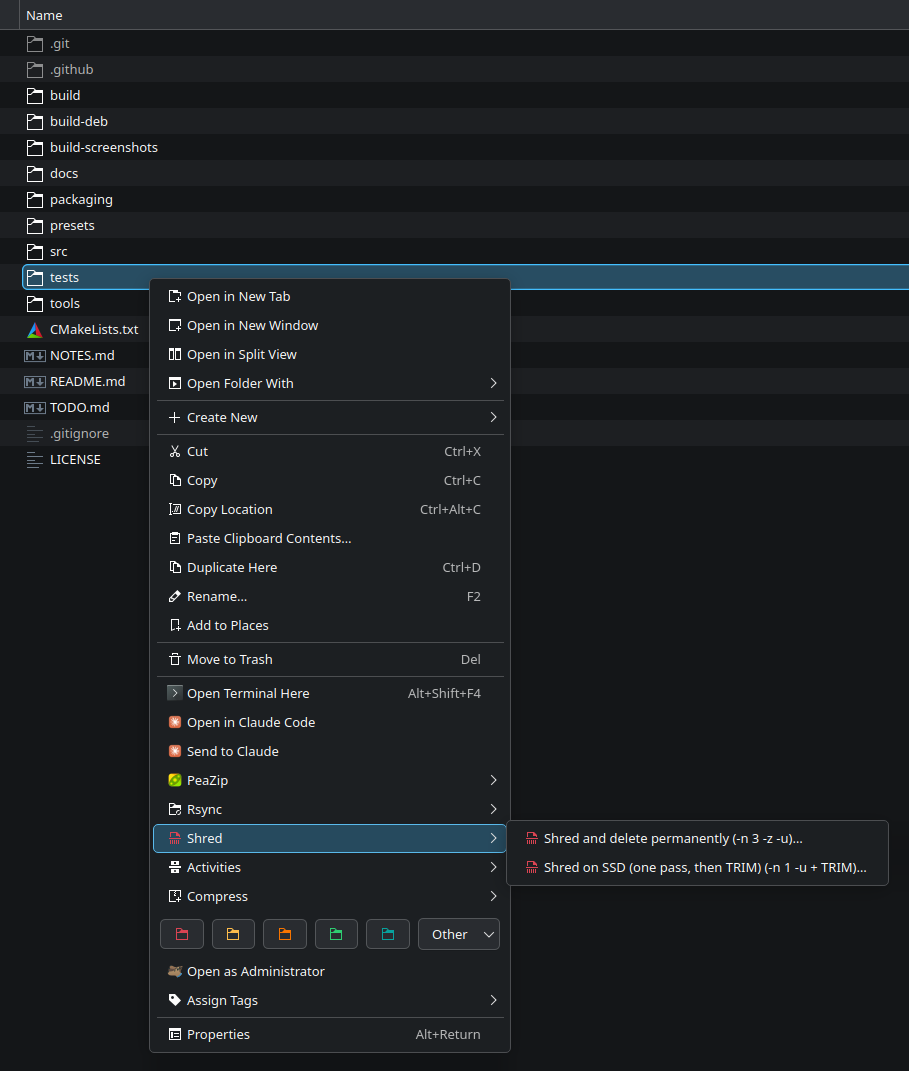 Name
.git
.github
build
build-deb
build-screenshots
docs
packaging
presets
src
tests
tools
CMakeLists.txt
NOTES.md
README.md
TODO.md
.gitignore
LICENSE
Open in New Tab
Open in New Window
Open in Split View
Open Folder With
Create New
Cut Ctrl+X
Copy Ctrl+C
Copy Location Ctrl+Alt+C
Paste Clipboard Contents...
Duplicate Here Ctrl+D
Rename... F2
Add to Places
Move to Trash Del
Open Terminal Here Alt+Shift+F4
Open in Claude Code
Send to Claude
PeaZip
Rsync
Shred
Activities
Compress
Other
Open as Administrator
Assign Tags
Properties Alt+Return
Shred and delete permanently (-n 3 -z -u)...
Shred on SSD (one pass, then TRIM) (-n 1 -u + TRIM)...